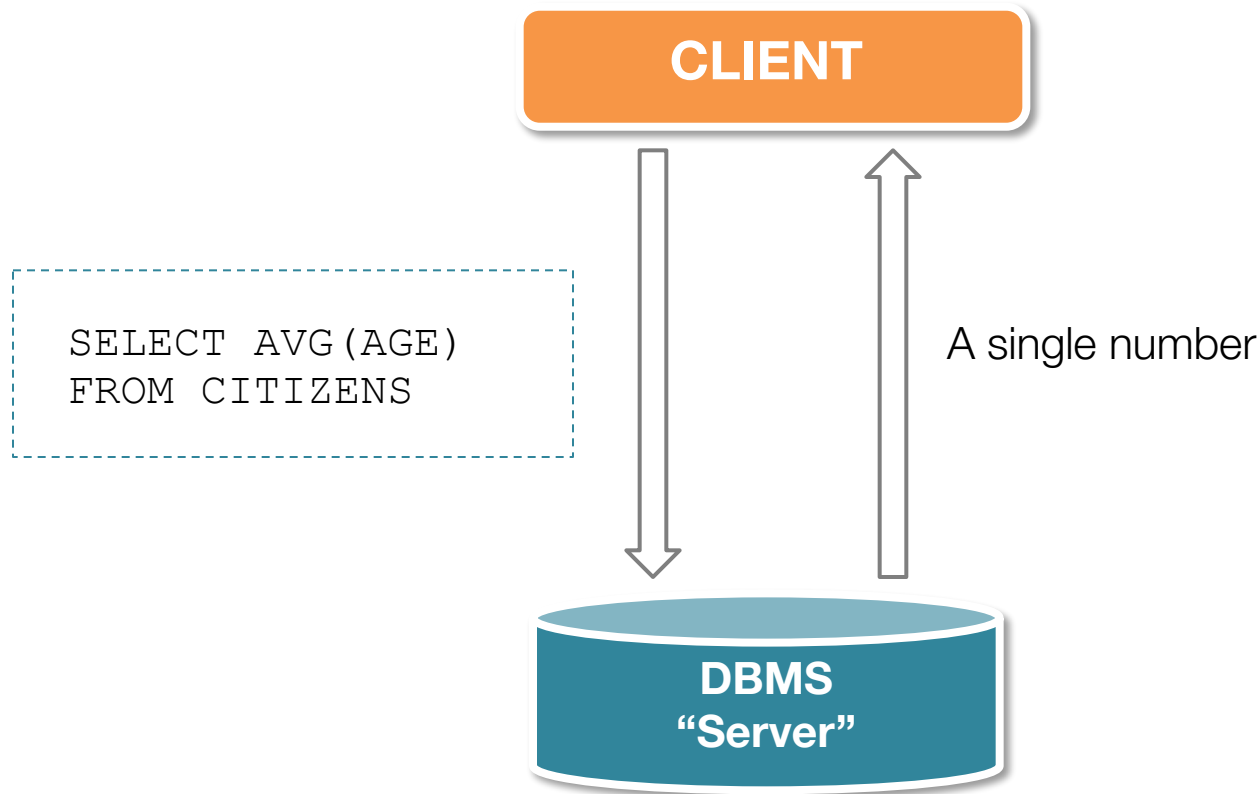 CLIENT
SELECT AVG(AGE)
FROM CITIZENS
A single number
DBMS
“Server”